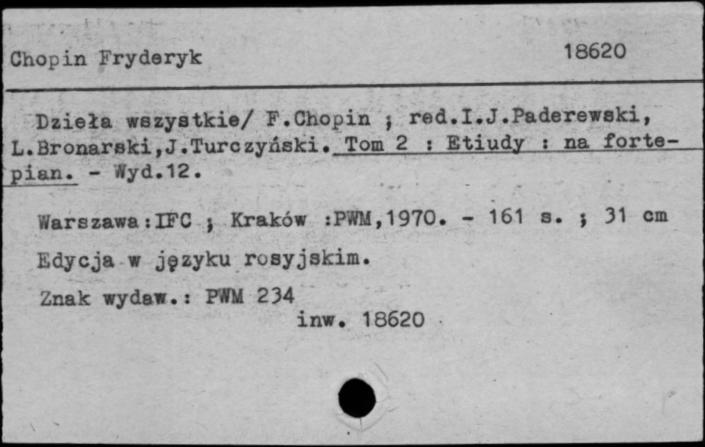 Chopin Fryderyk 18620
Dzieła wszystkie/ F.Chopin ; red.I.J.Paderewski,
L.Bronarski,J.Turczyński. Tom 2 : Etiudy : na forte-
pian. - Wyd.12.
Warszawa:IFC ; Kraków :PWM,1970. - 161 s. ; 31 cm
Edycja w języku rosyjskim.
Znak wydaw.: PWM 234
inw. 18620